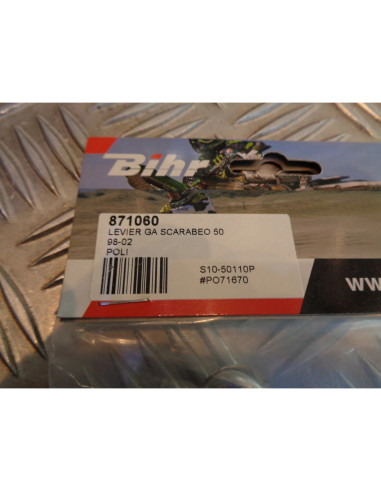 Bihr
871060
LEVIER GA SCARABEO 50
98-02
POLI
S10-50110P
#PO71670
WW